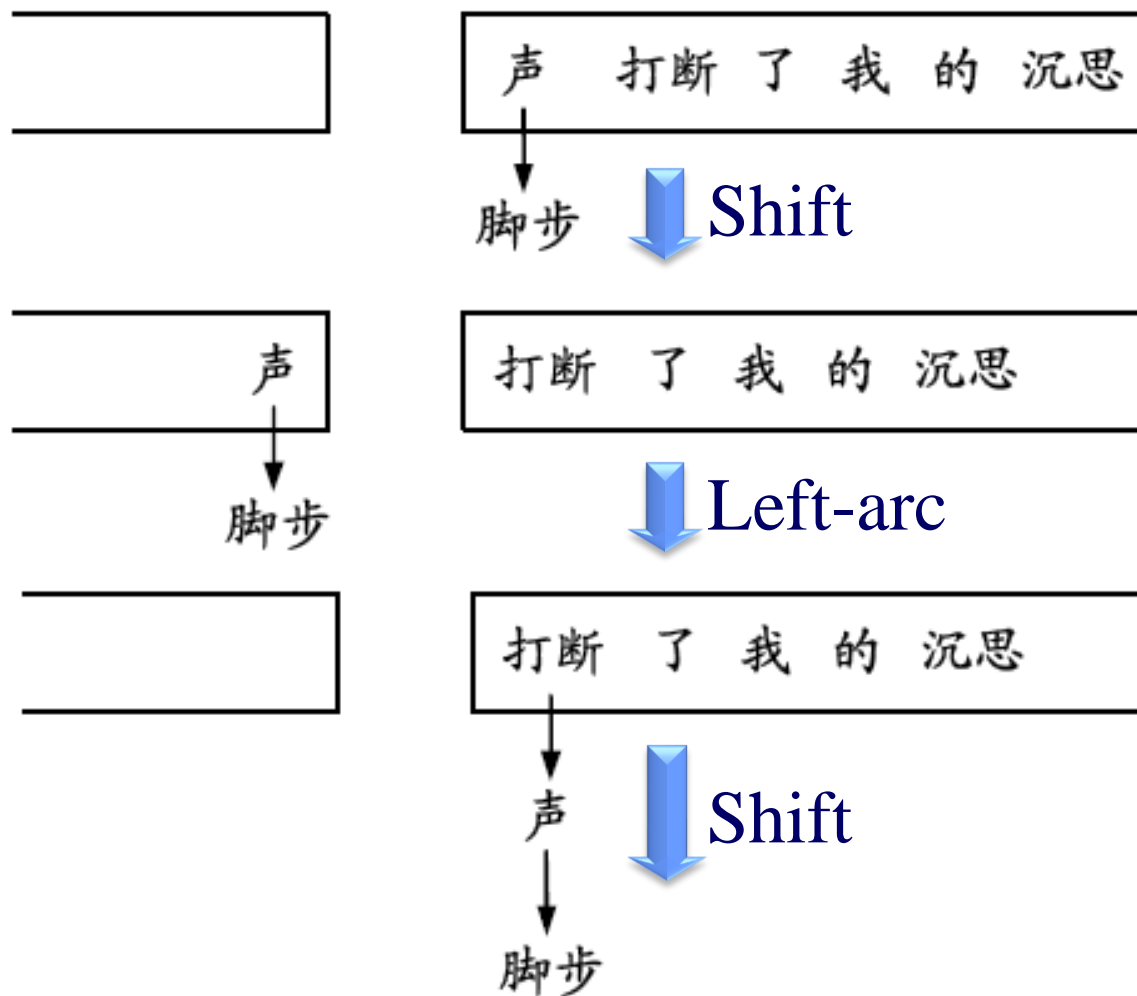 声 打断 了 我 的 沉思
脚步
Shift
声
打断 了 我 的 沉思
脚步
Left-arc
打断 了 我 的 沉思
声
Shift
脚步